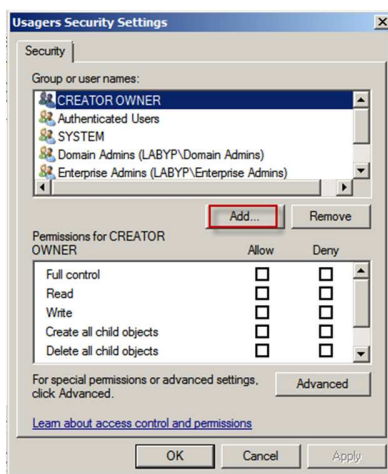 Usagers Security Settings
Security
Group or user names:
CREATOR OWNER
Authenticated Users
SYSTEM
Domain Admins (LABYP\Domain Admins)
Enterprise Admins (LABYP\Enterprise Admins)
Add...
Remove
Permissions for CREATOR
OWNER
Allow
Deny
Full control
Read
Write
Create all child objects
Delete all child objects
For special permissions or advanced settings,
click Advanced.
Advanced
Learn about access control and permissions
OK
Cancel
Apply